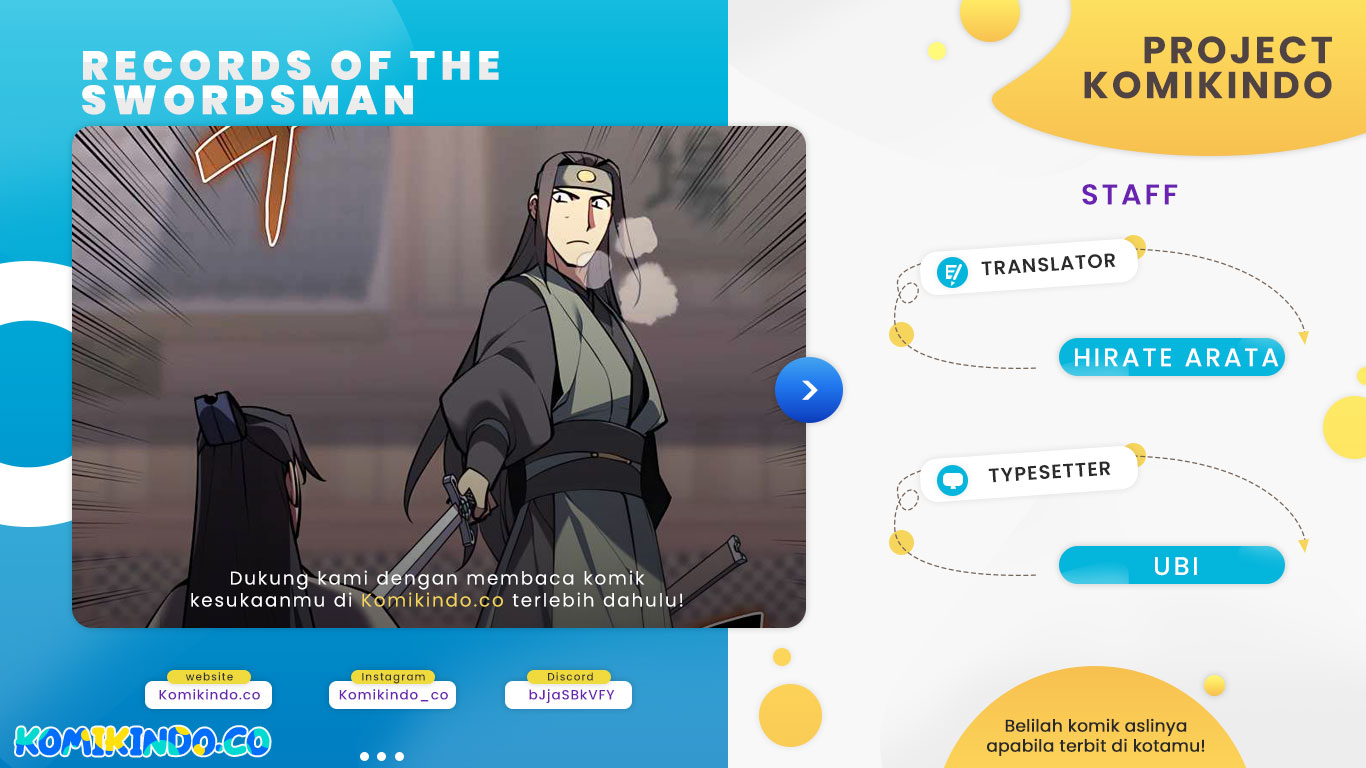 RECORDS OF THE
SWORDSMAN
Dukung kami dengan membaca komik
kesukaanmu di Komikindo.co terlebih dahulu!
website
Komikindo.co
Instagram
Komikindo_co
Discord
bJjaSBkVFY
KOMIKINDO.CO
PROJECT
KOMIKINDO
STAFF
TRANSLATOR
HIRATE ARATA
TYPESETTER
UBI
Belilah komik aslinya
apabila terbit di kotamu!